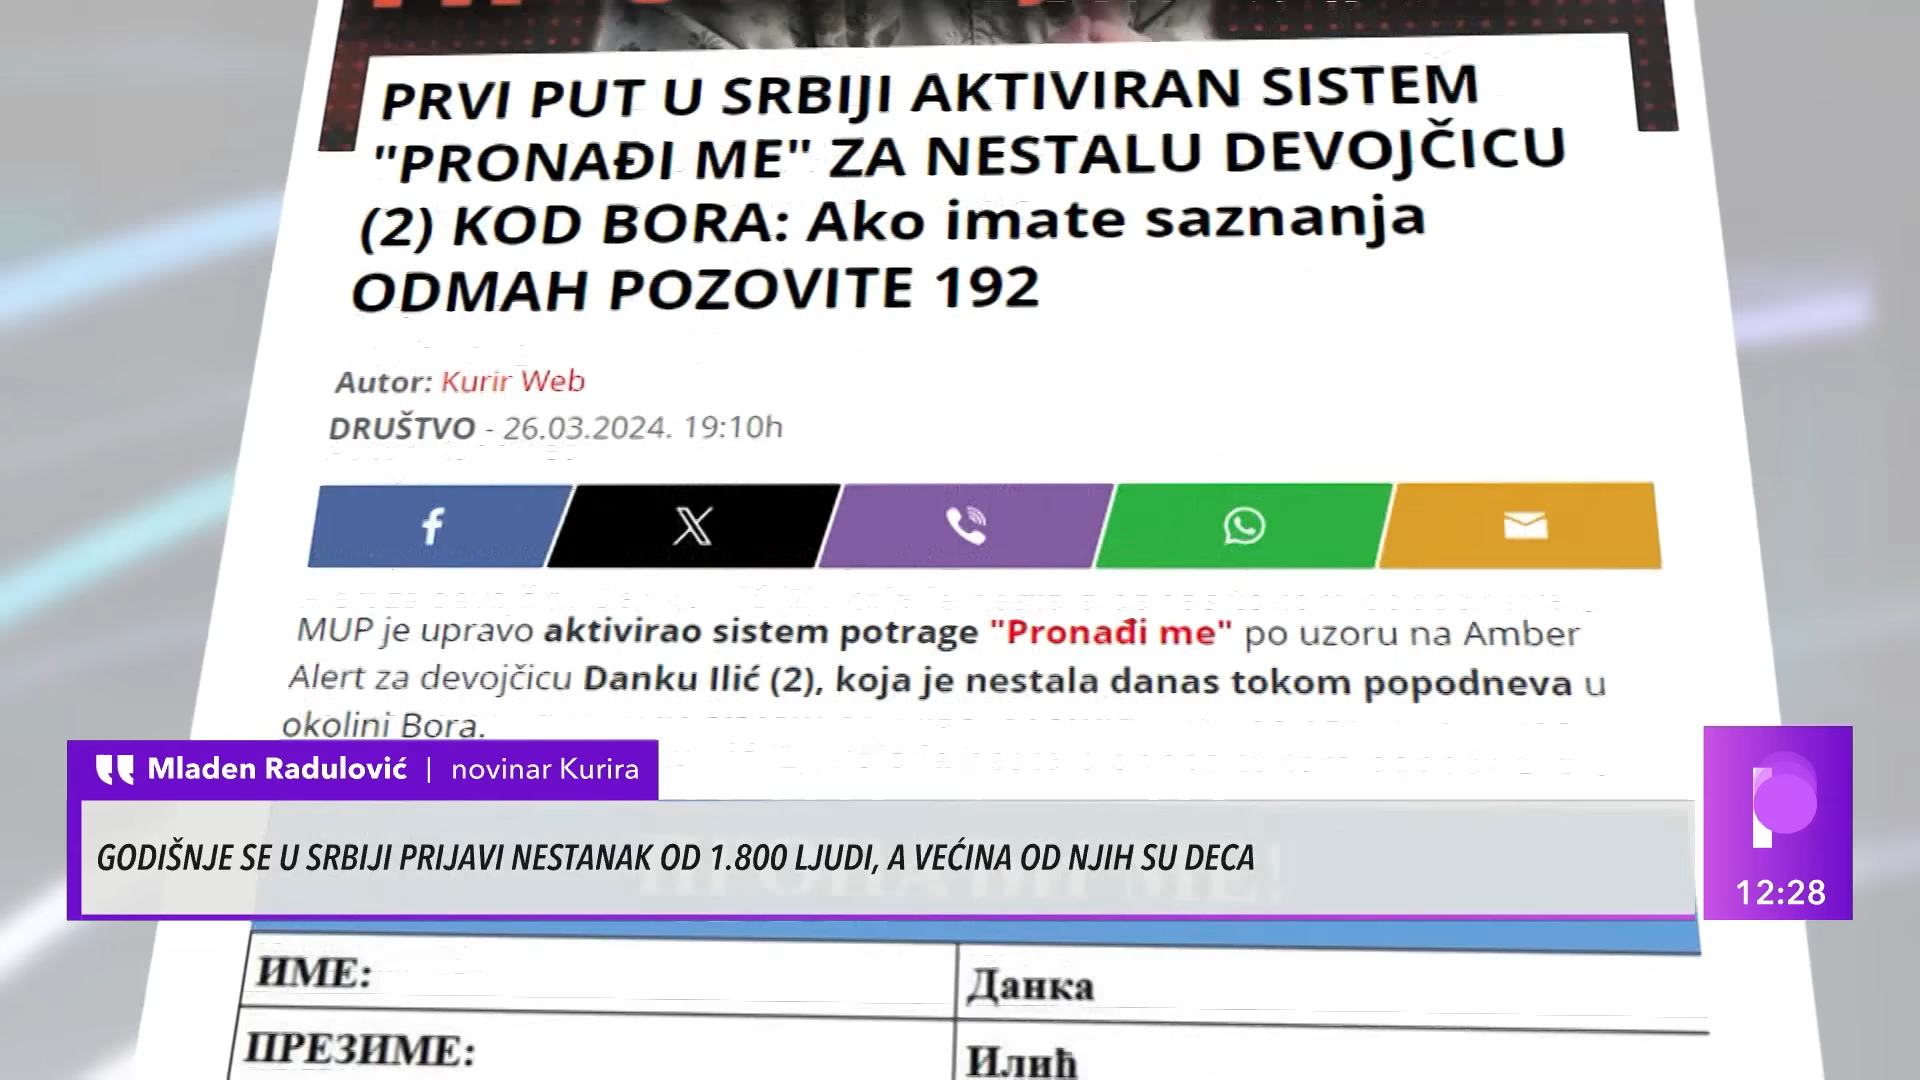 PRVI PUT U SRBIJI AKTIVIRAN SISTEM
"PRONAĐI ME" ZA NESTALU DEVOJČICU
(2) KOD BORA: Ako imate saznanja
ODMAH POZOVITE 192
Autor: Kurir Web
DRUŠTVO - 26.03.2024. 19:10h
MUP je upravo aktivirao sistem potrage "Pronađi me" po uzoru na Amber
Alert za devojčicu Danku Ilić (2), koja je nestala danas tokom popodneva u
okolini Bora.
Mladen Radulović | novinar Kurira
GODIŠNJE SE U SRBIJI PRIJAVI NESTANAK OD 1.800 LJUDI, A VEĆINA OD NJIH SU DECA
12:28
ИМЕ: Данка
ПРЕЗИМЕ: Илић